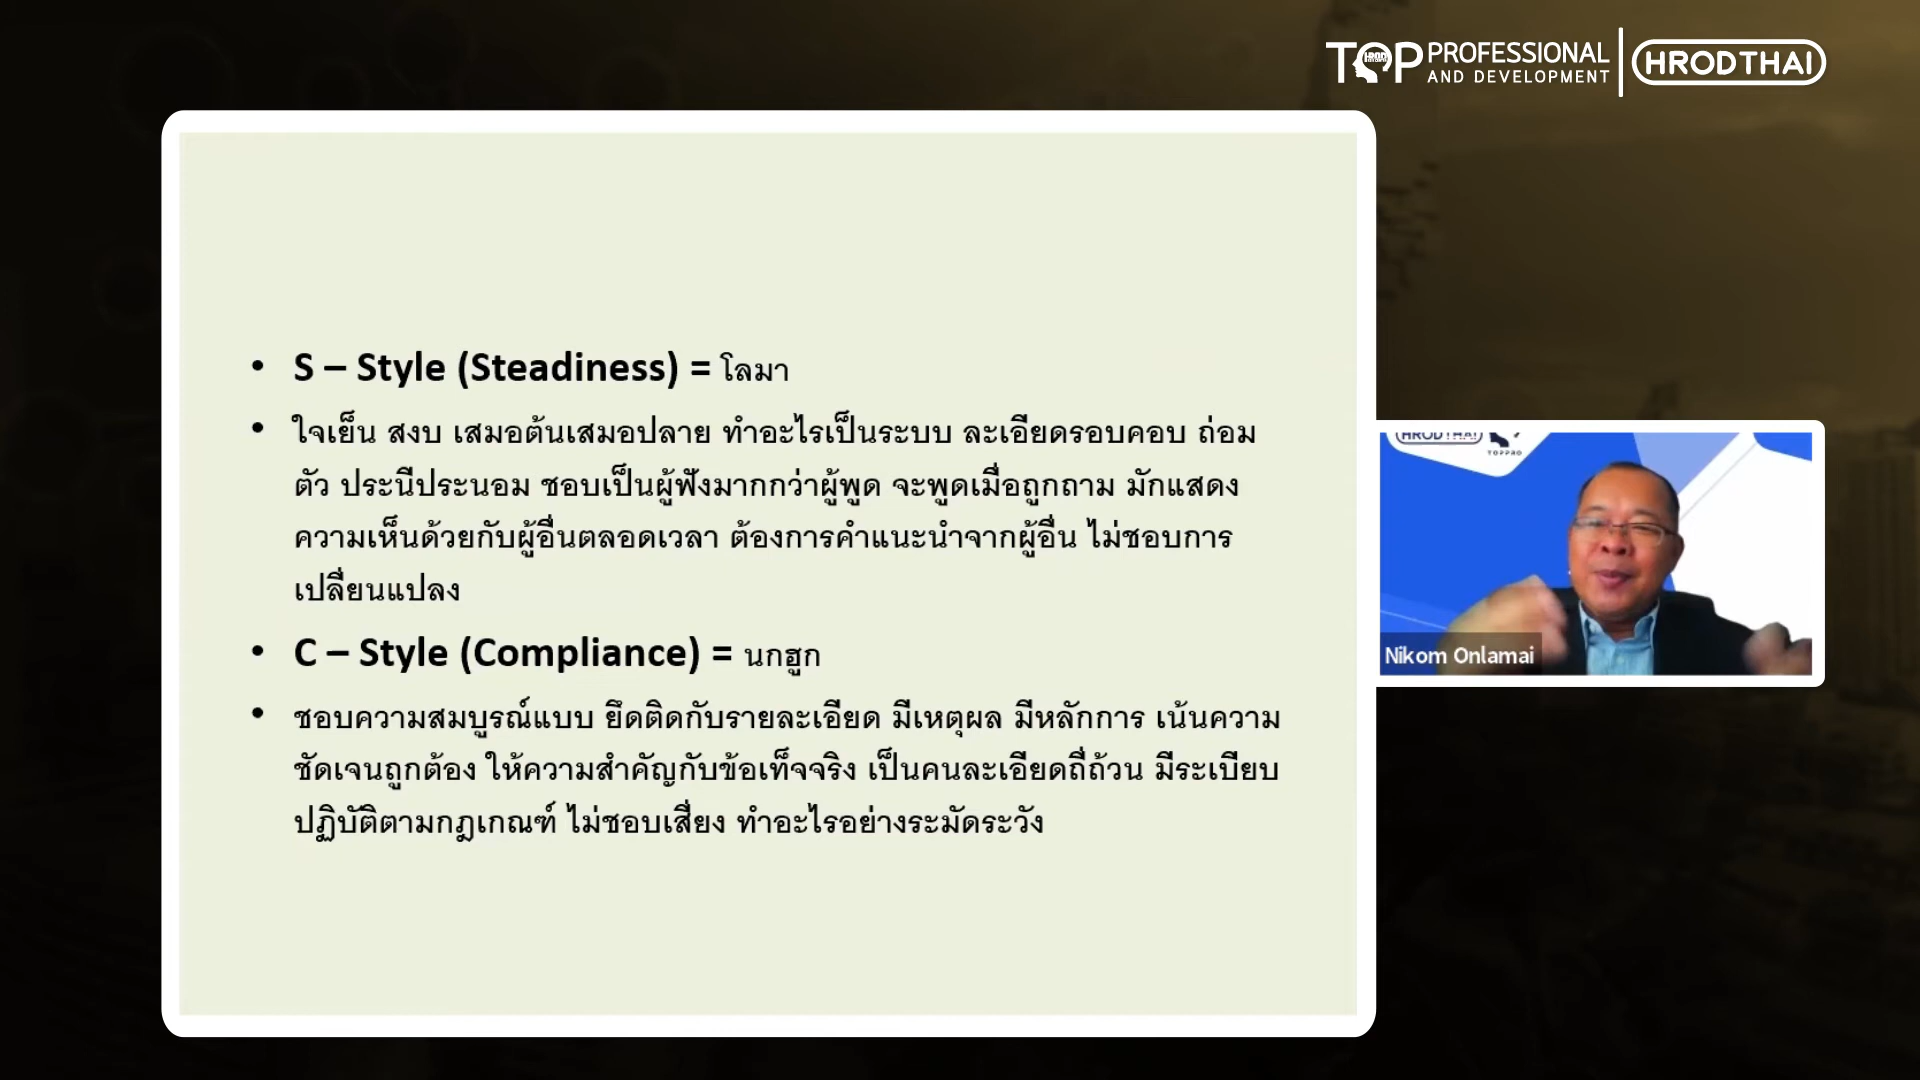 TOP PROFESSIONAL
AND DEVELOPMENT
HRODTHAI
• S – Style (Steadiness) = โลมา
• ใจเย็น สงบ เสมอต้นเสมอปลาย ทำอะไรเป็นระบบ ละเอียดรอบคอบ ถ่อม
ตัว ประนีประนอม ชอบเป็นผู้ฟังมากกว่าผู้พูด จะพูดเมื่อถูกถาม มักแสดง
ความเห็นด้วยกับผู้อื่นตลอดเวลา ต้องการคำแนะนำจากผู้อื่น ไม่ชอบการ
เปลี่ยนแปลง
• C – Style (Compliance) = นกฮูก
• ชอบความสมบูรณ์แบบ ยึดติดกับรายละเอียด มีเหตุผล มีหลักการ เน้นความ
ชัดเจนถูกต้อง ให้ความสำคัญกับข้อเท็จจริง เป็นคนละเอียดถี่ถ้วน มีระเบียบ
ปฏิบัติตามกฎเกณฑ์ ไม่ชอบเสี่ยง ทำอะไรอย่างระมัดระวัง
HRODTHAI
TOPPRO
Nikom Onlamai